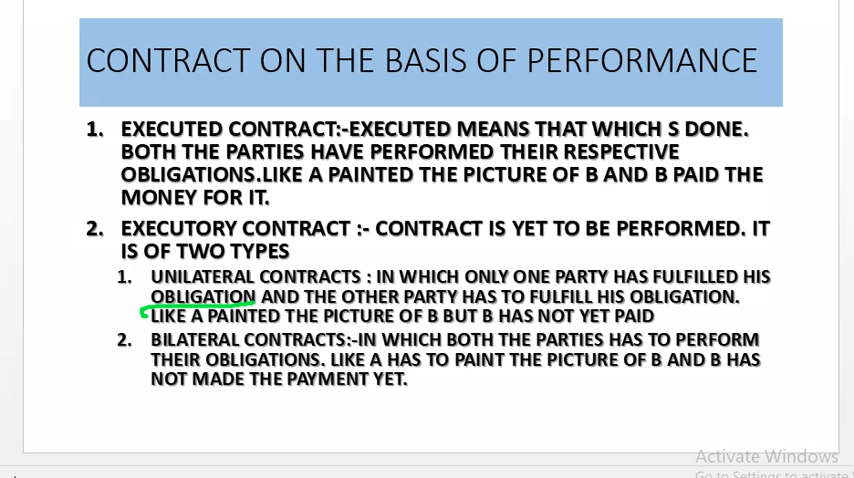 CONTRACT ON THE BASIS OF PERFORMANCE
1. EXECUTED CONTRACT:-EXECUTED MEANS THAT WHICH S DONE.
BOTH THE PARTIES HAVE PERFORMED THEIR RESPECTIVE
OBLIGATIONS.LIKE A PAINTED THE PICTURE OF B AND B PAID THE
MONEY FOR IT.
2. EXECUTORY CONTRACT :- CONTRACT IS YET TO BE PERFORMED. IT
IS OF TWO TYPES
1. UNILATERAL CONTRACTS : IN WHICH ONLY ONE PARTY HAS FULFILLED HIS
OBLIGATION AND THE OTHER PARTY HAS TO FULFILL HIS OBLIGATION.
LIKE A PAINTED THE PICTURE OF B BUT B HAS NOT YET PAID
2. BILATERAL CONTRACTS:-IN WHICH BOTH THE PARTIES HAS TO PERFORM
THEIR OBLIGATIONS. LIKE A HAS TO PAINT THE PICTURE OF B AND B HAS
NOT MADE THE PAYMENT YET.
Activate Windows
Go to Settings to activate